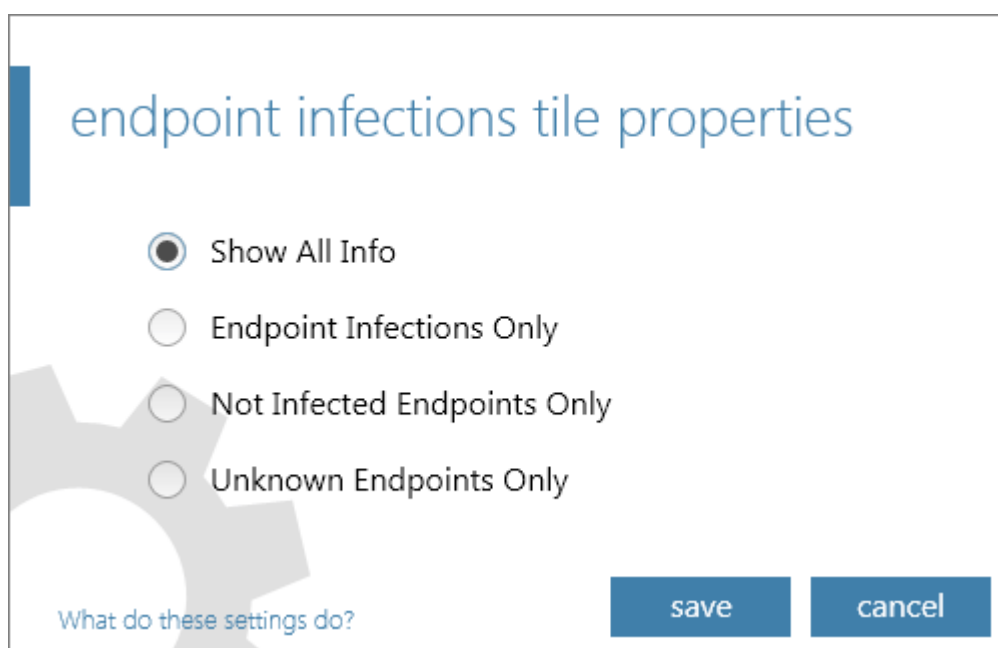 endpoint infections tile properties
Show All Info
Endpoint Infections Only
Not Infected Endpoints Only
Unknown Endpoints Only
What do these settings do?
save
cancel